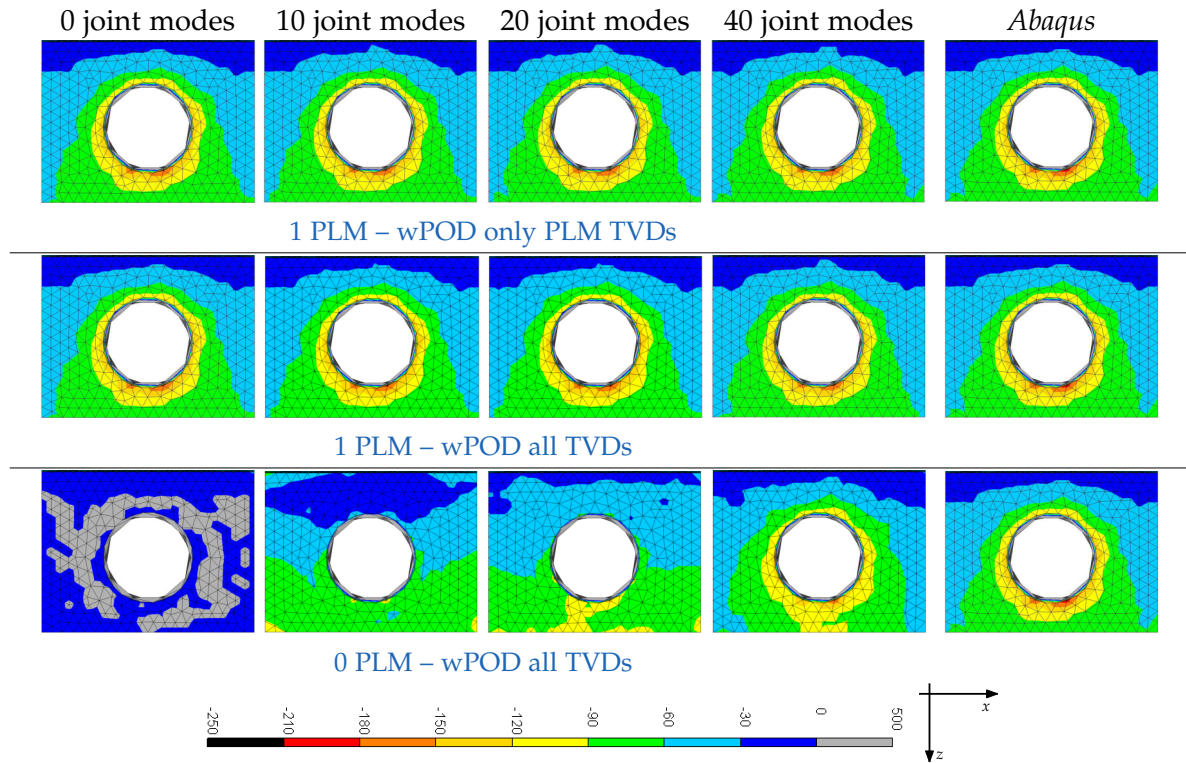 0 joint modes 10 joint modes 20 joint modes 40 joint modes Abaqus
1 PLM – wPOD only PLM TVDs
1 PLM – wPOD all TVDs
0 PLM – wPOD all TVDs
-250 -210 -180 -150 -120 -90 -60 -30 0 500
x
z